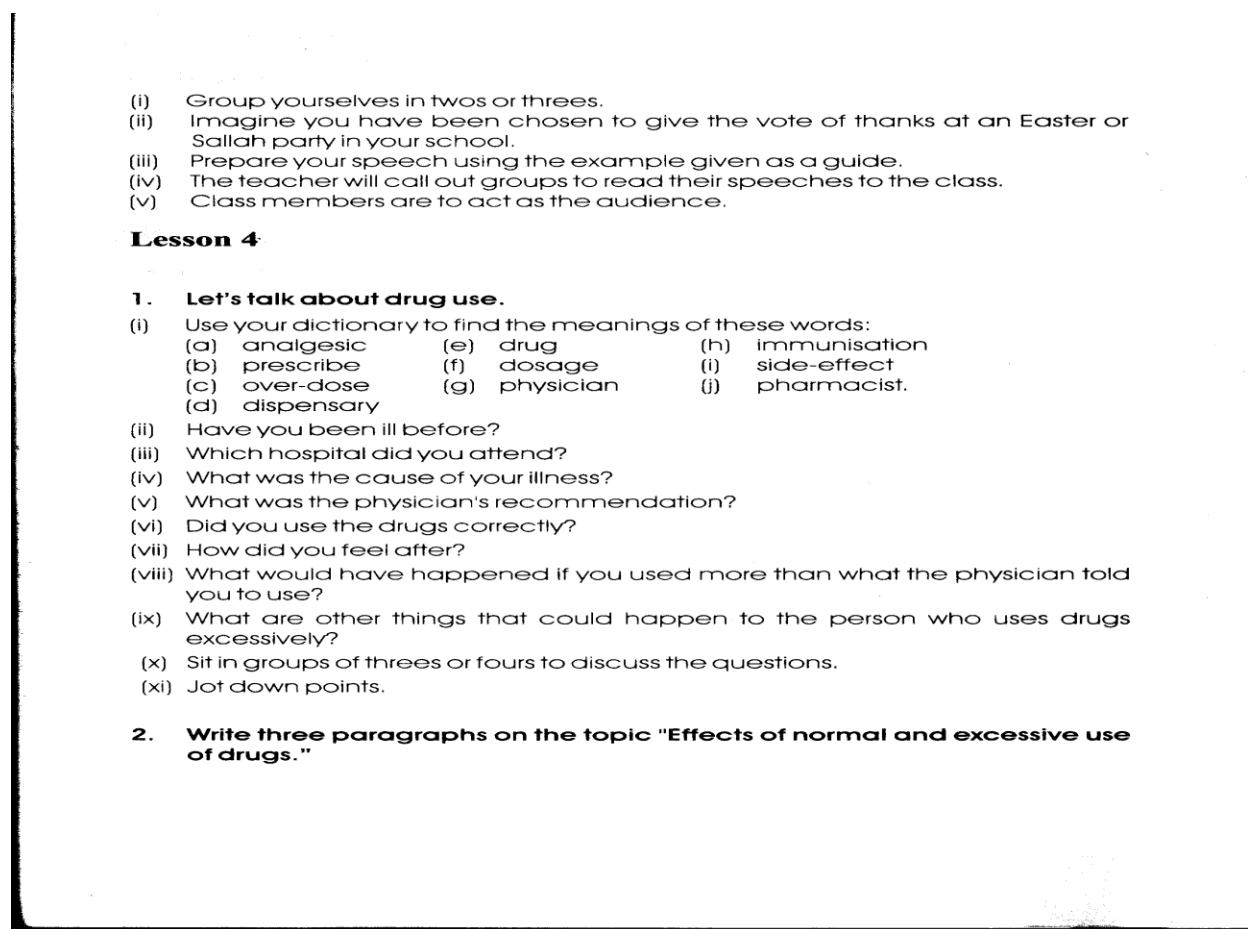 (i) Group yourselves in twos or threes.
(ii) Imagine you have been chosen to give the vote of thanks at an Easter or
Sallah party in your school.
(iii) Prepare your speech using the example given as a guide.
(iv) The teacher will call out groups to read their speeches to the class.
(v) Class members are to act as the audience.
Lesson 4
1. Let's talk about drug use.
(i) Use your dictionary to find the meanings of these words:
(a) analgesic (e) drug (h) immunisation
(b) prescribe (f) dosage (i) side-effect
(c) over-dose (g) physician (j) pharmacist.
(d) dispensary
(ii) Have you been ill before?
(iii) Which hospital did you attend?
(iv) What was the cause of your illness?
(v) What was the physician's recommendation?
(vi) Did you use the drugs correctly?
(vii) How did you feel after?
(viii) What would have happened if you used more than what the physician told
you to use?
(ix) What are other things that could happen to the person who uses drugs
excessively?
(x) Sit in groups of threes or fours to discuss the questions.
(xi) Jot down points.
2. Write three paragraphs on the topic "Effects of normal and excessive use
of drugs."